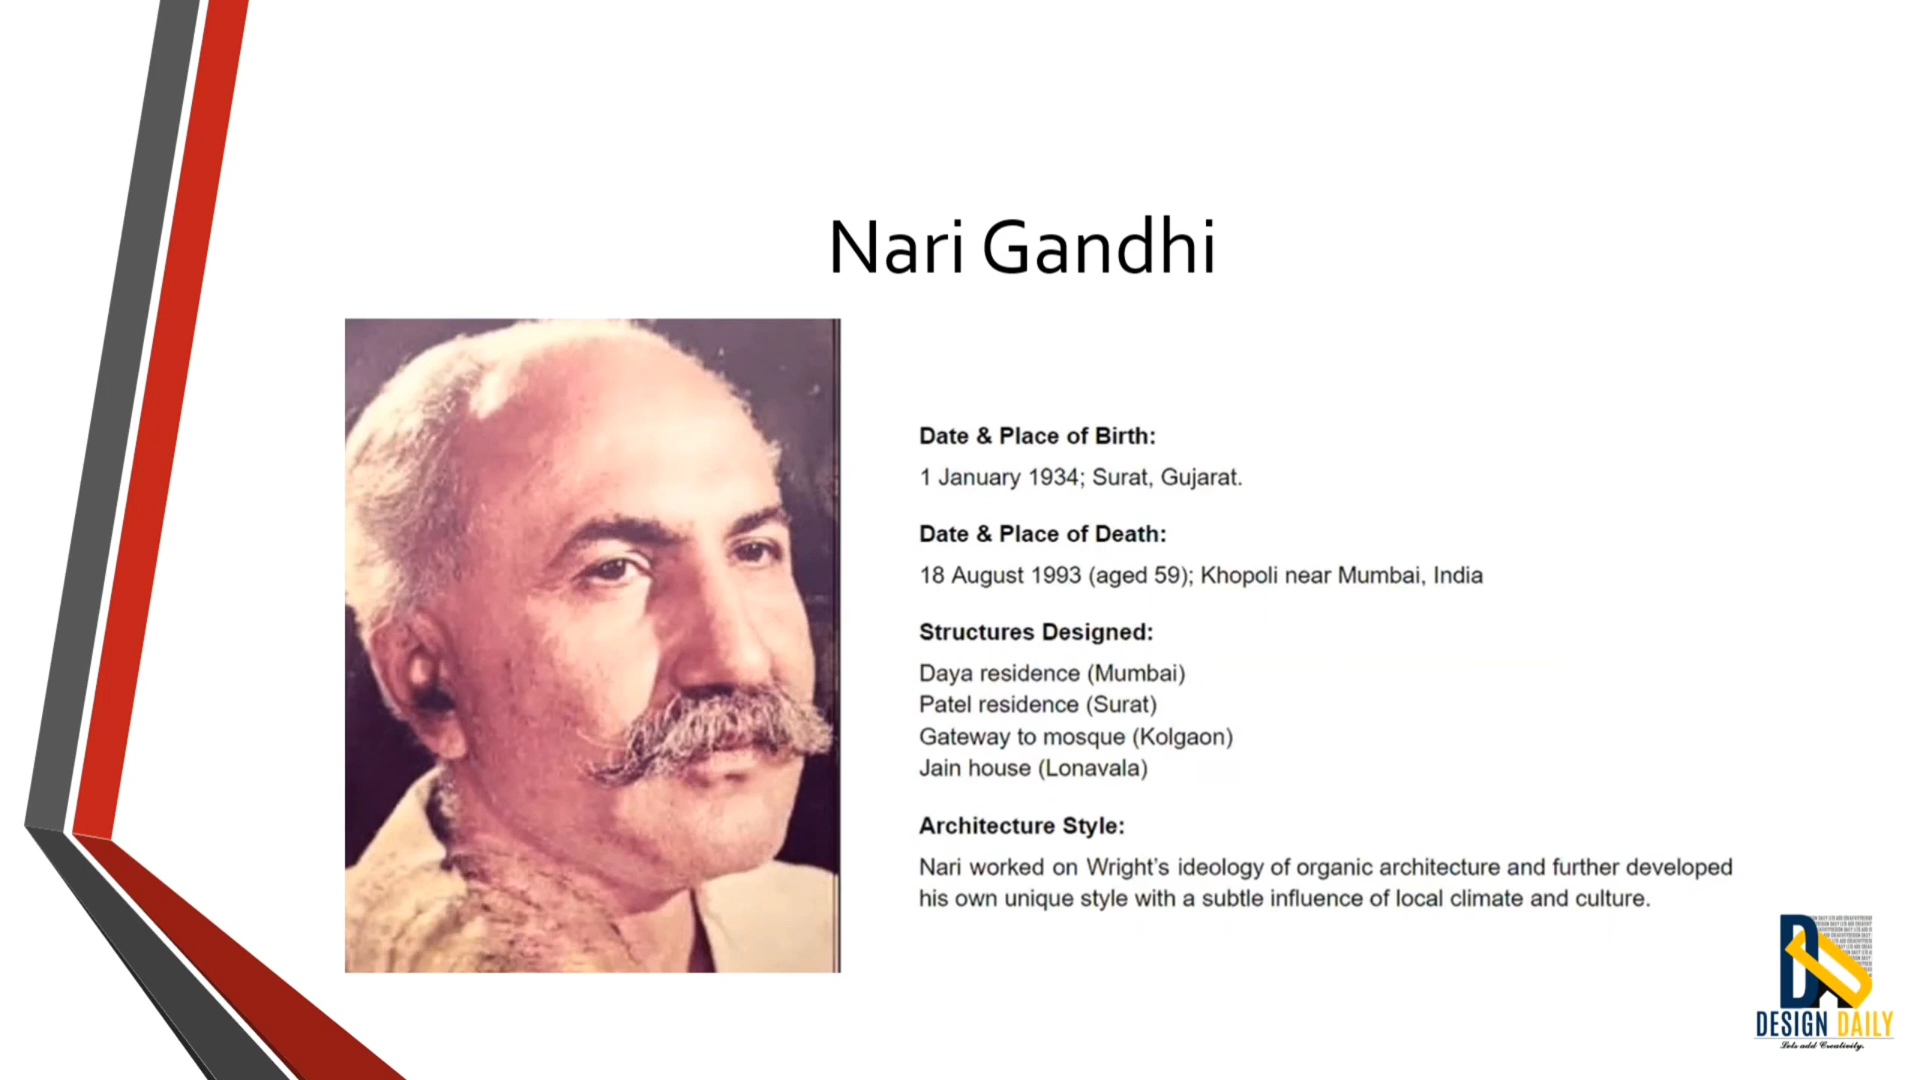 Nari Gandhi
Date & Place of Birth:
1 January 1934; Surat, Gujarat.
Date & Place of Death:
18 August 1993 (aged 59); Khopoli near Mumbai, India
Structures Designed:
Daya residence (Mumbai)
Patel residence (Surat)
Gateway to mosque (Kolgaon)
Jain house (Lonavala)
Architecture Style:
Nari worked on Wright's ideology of organic architecture and further developed
his own unique style with a subtle influence of local climate and culture.
DESIGN DAILY
Lets add Creativity.